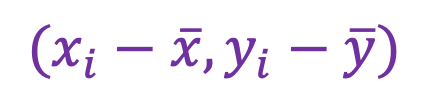 (xᵢ − x̄, yᵢ − ȳ)